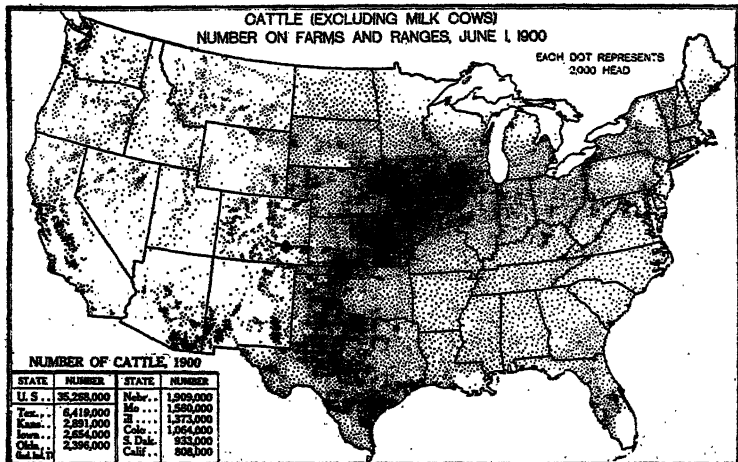 CATTLE (EXCLUDING MILK COWS)
NUMBER ON FARMS AND RANGES, JUNE 1, 1900
EACH DOT REPRESENTS
2,000 HEAD
NUMBER OF CATTLE, 1900
STATE NUMBER STATE NUMBER
U. S .. 35,268,000 Nebr.. 1,909,000
Tex... 6,419,000 Mo ... 1,580,000
Kans.. 2,891,000 Ill ... 1,373,000
Iowa.. 2,654,000 Colo.. 1,064,000
Okla.. 2,396,000 S. Dak. 933,000
Calif.. 808,000